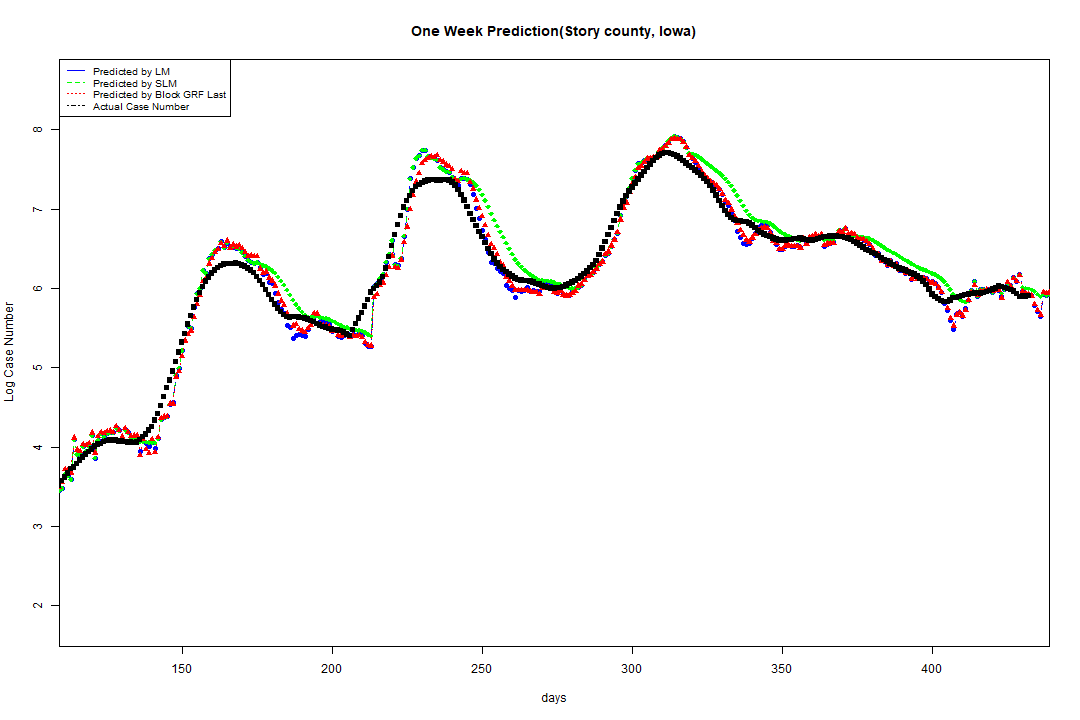 One Week Prediction(Story county, Iowa)
Predicted by LM
Predicted by SLM
Predicted by Block GRF Last
Actual Case Number
8
7
6
5
4
3
2
Log Case Number
150 200 250 300 350 400
days